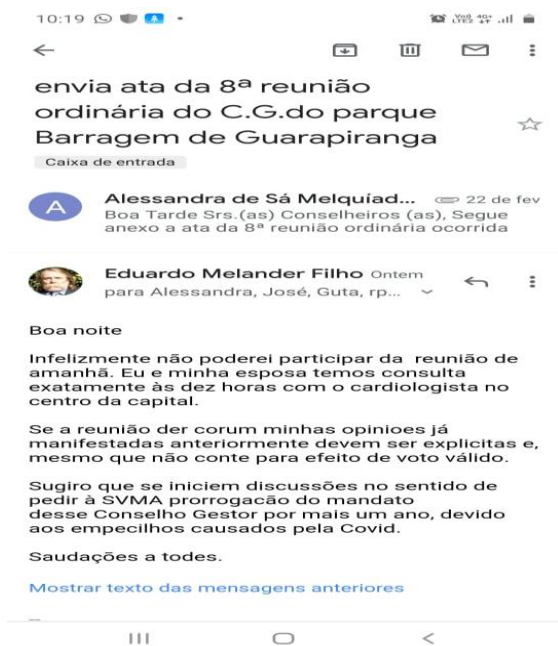 10:19
Vo)) 4G+
LTE2
envia ata da 8ª reunião
ordinária do C.G.do parque
Barragem de Guarapiranga
Caixa de entrada
A
Alessandra de Sá Melquíad... 22 de fev
Boa Tarde Srs.(as) Conselheiros (as), Segue
anexo a ata da 8ª reunião ordinária ocorrida
Eduardo Melander Filho Ontem
para Alessandra, José, Guta, rp...
Boa noite
Infelizmente não poderei participar da reunião de
amanhã. Eu e minha esposa temos consulta
exatamente às dez horas com o cardiologista no
centro da capital.
Se a reunião der corum minhas opinioes já
manifestadas anteriormente devem ser explicitas e,
mesmo que não conte para efeito de voto válido.
Sugiro que se iniciem discussões no sentido de
pedir à SVMA prorrogacão do mandato
desse Conselho Gestor por mais um ano, devido
aos empecilhos causados pela Covid.
Saudações a todes.
Mostrar texto das mensagens anteriores